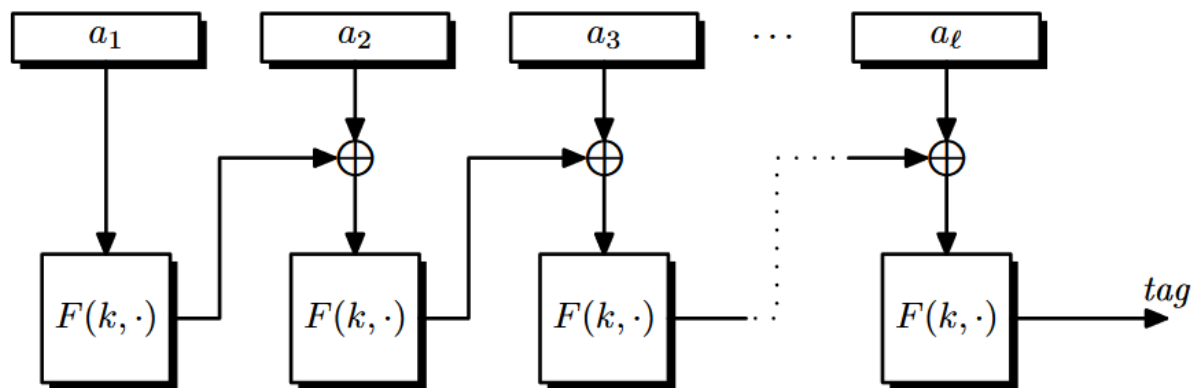 a₁ a₂ a₃ ··· a_ℓ
F(k, ·) F(k, ·) F(k, ·) F(k, ·) tag